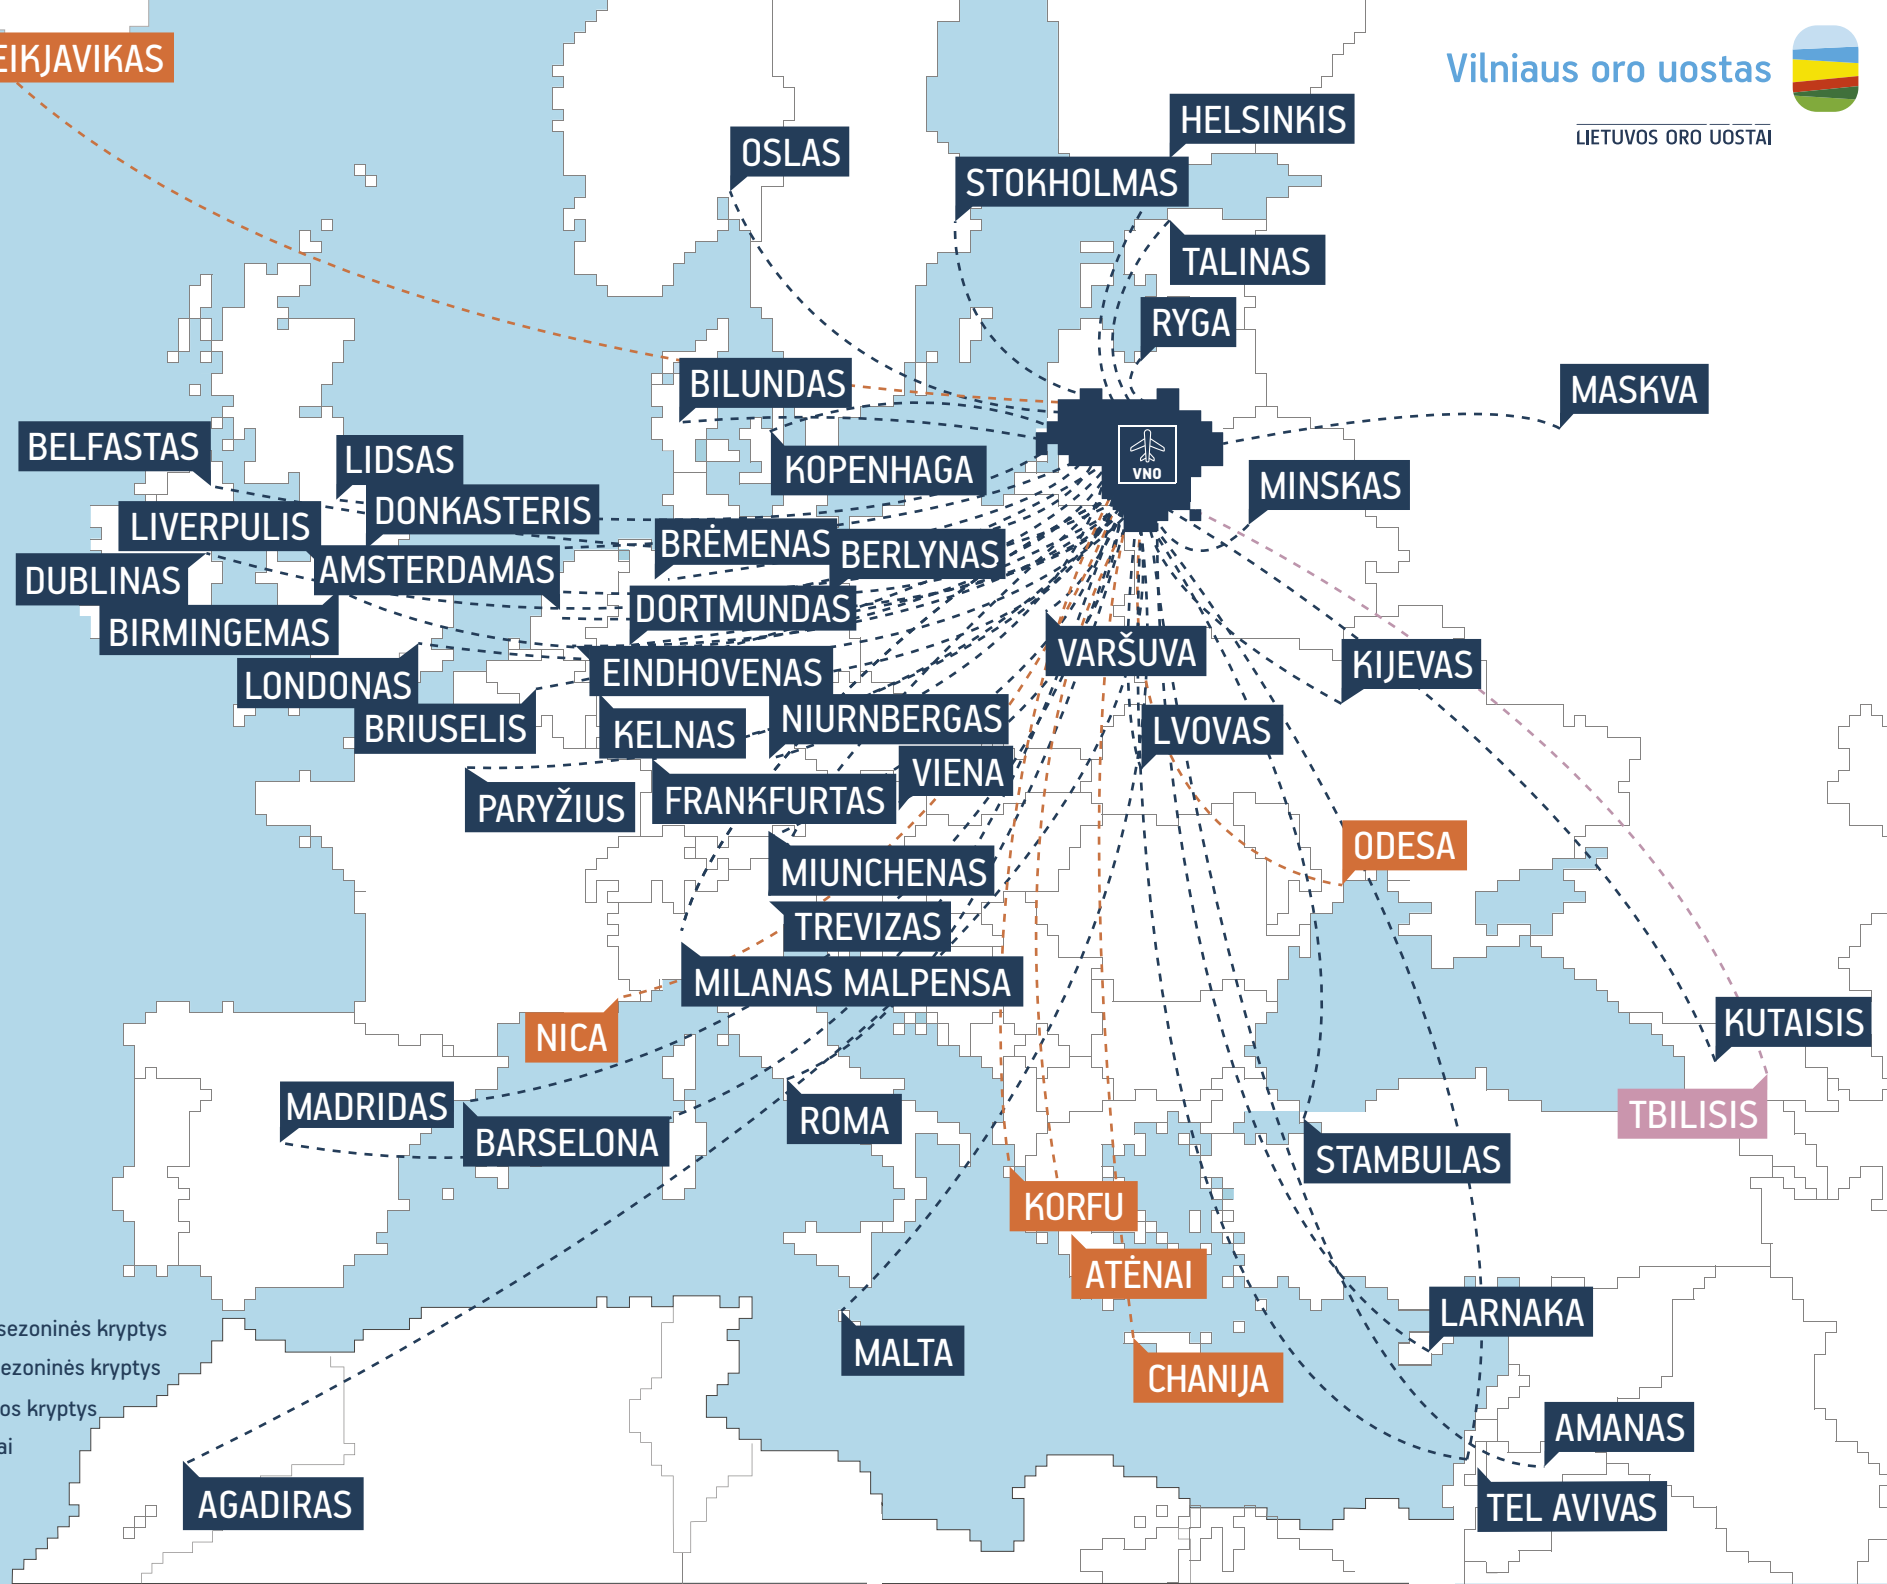 EIKJAVIKAS
Vilniaus oro uostas
LIETUVOS ORO UOSTAI
HELSINKIS
OSLAS
STOKHOLMAS
TALINAS
RYGA
BILUNDAS
MASKVA
BELFASTAS
LIDSAS
KOPENHAGA
VNO
MINSKAS
DONKASTERIS
LIVERPULIS
BRĖMENAS
BERLYNAS
AMSTERDAMAS
DUBLINAS
DORTMUNDAS
BIRMINGEMAS
VARŠUVA
KIJEVAS
EINDHOVENAS
LONDONAS
NIURNBERGAS
BRIUSELIS
KELNAS
LVOVAS
VIENA
PARYŽIUS
FRANKFURTAS
ODESA
MIUNCHENAS
TREVIZAS
MILANAS MALPENSA
KUTAISIS
NICA
MADRIDAS
TBILISIS
ROMA
BARSELONA
STAMBULAS
KORFU
ATĖNAI
LARNAKA
sezoninės kryptys
MALTA
ezoninės kryptys
CHANIJA
os kryptys
AMANAS
ai
AGADIRAS
TEL AVIVAS